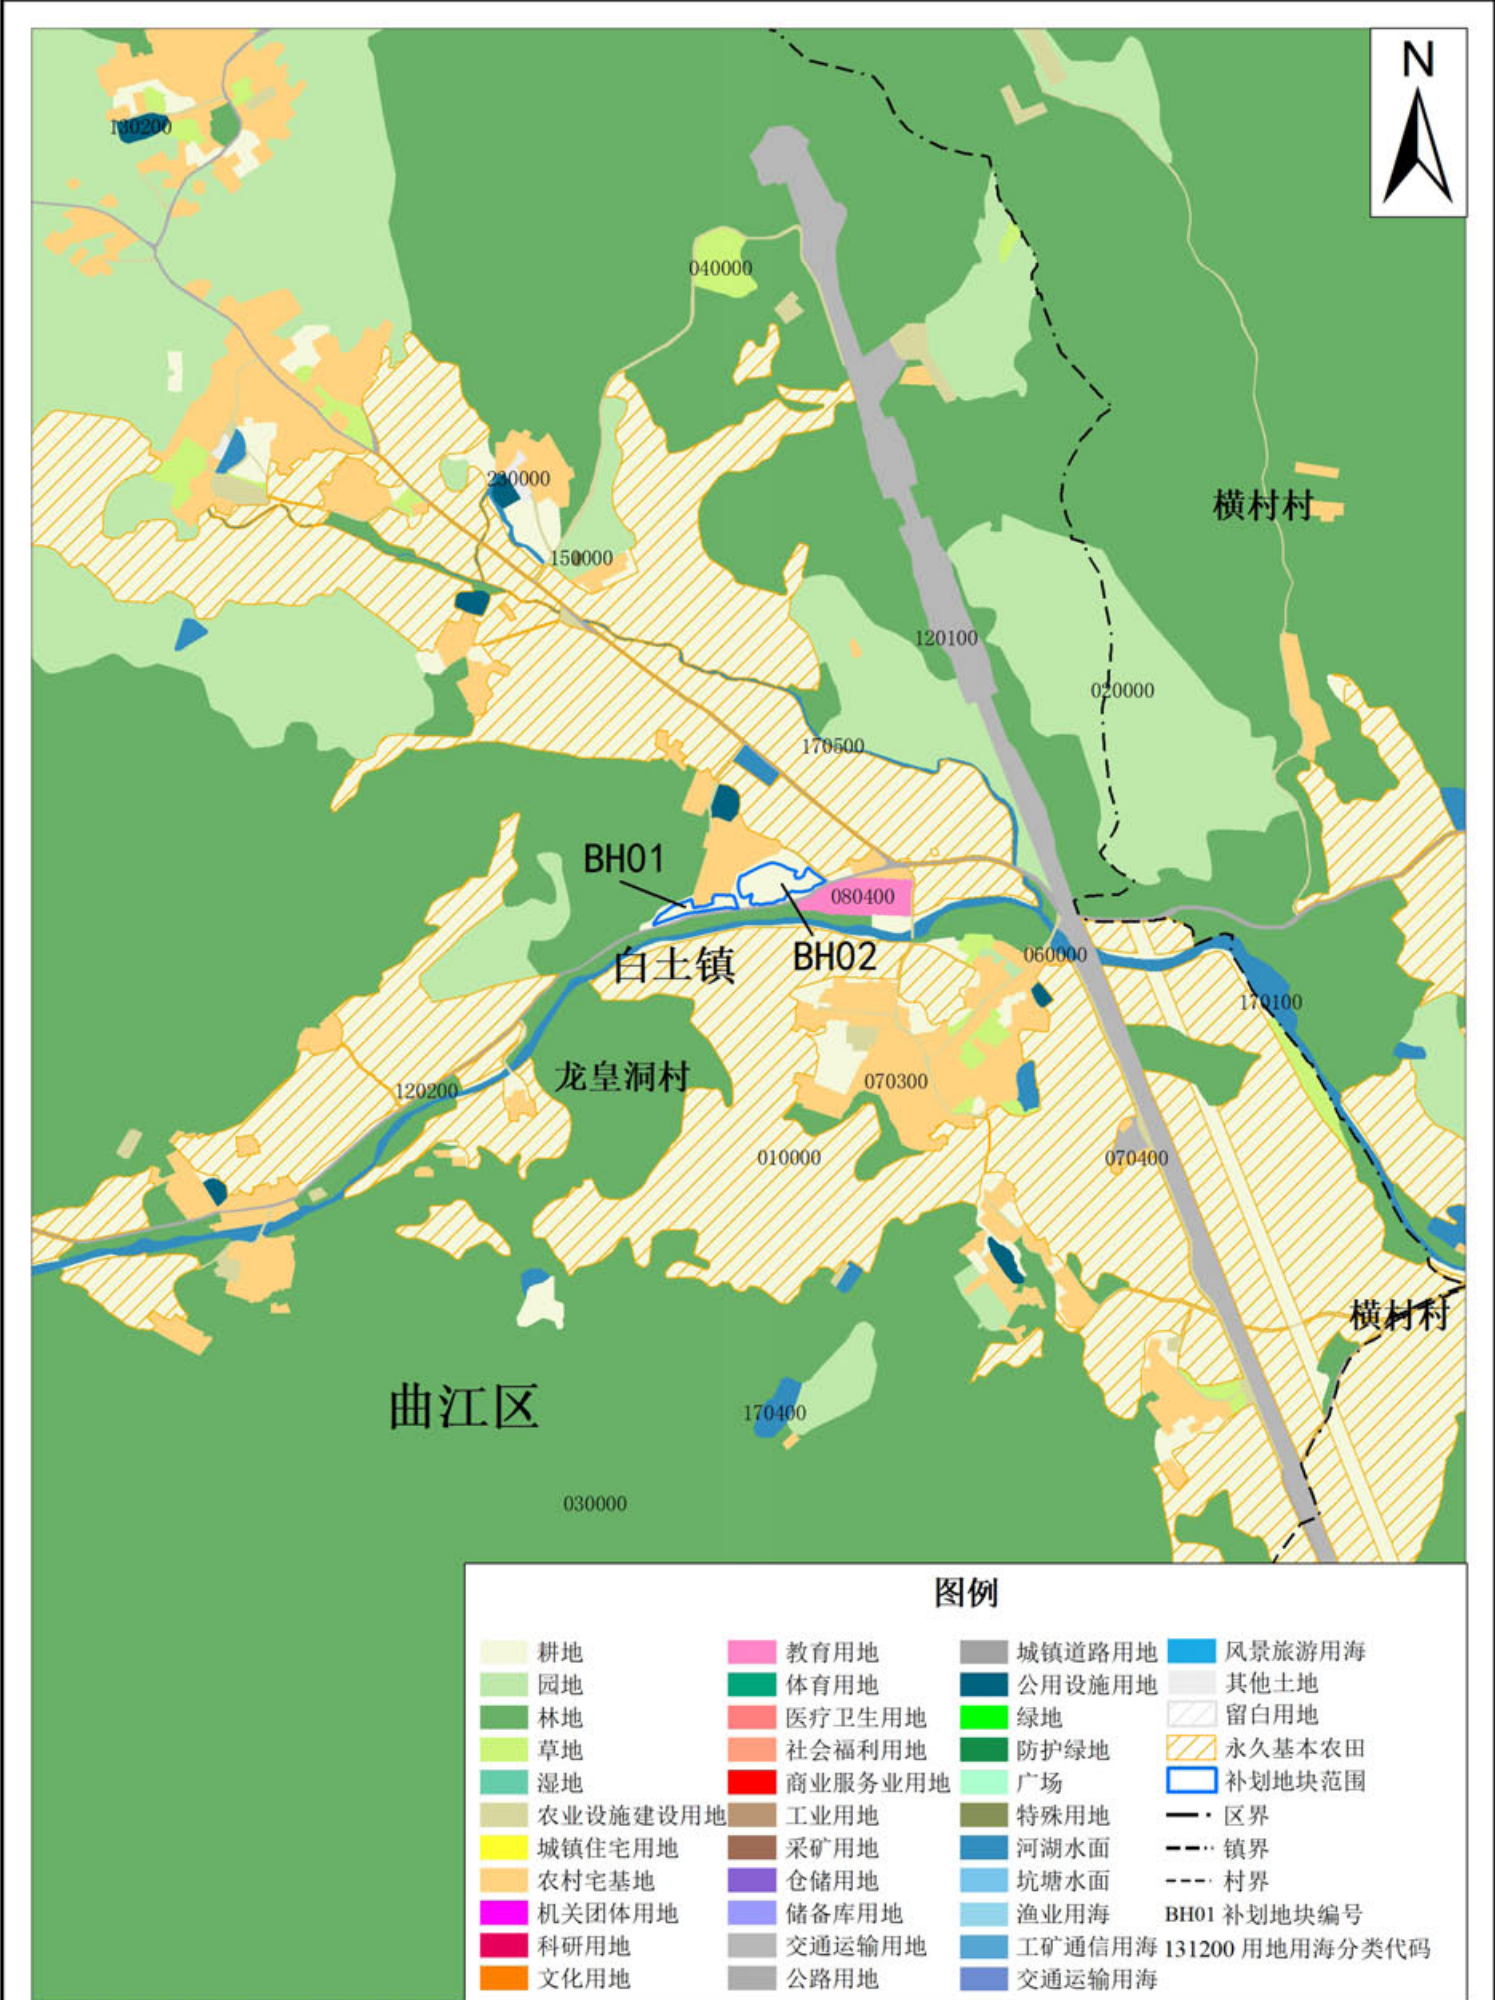 N
130200
040000
230000
横村村
150000
120100
020000
170500
BH01
080400
白土镇
BH02
060000
170100
龙皇洞村
070300
120200
010000
070400
横村村
曲江区
170400
030000
图例
耕地
园地
林地
草地
湿地
农业设施建设用地
城镇住宅用地
农村宅基地
机关团体用地
科研用地
文化用地
教育用地
体育用地
医疗卫生用地
社会福利用地
商业服务业用地
工业用地
采矿用地
仓储用地
储备库用地
交通运输用地
公路用地
城镇道路用地
公用设施用地
绿地
防护绿地
广场
特殊用地
河湖水面
坑塘水面
渔业用海
工矿通信用海
交通运输用海
风景旅游用海
其他土地
留白用地
永久基本农田
补划地块范围
区界
镇界
村界
BH01 补划地块编号
131200 用地用海分类代码